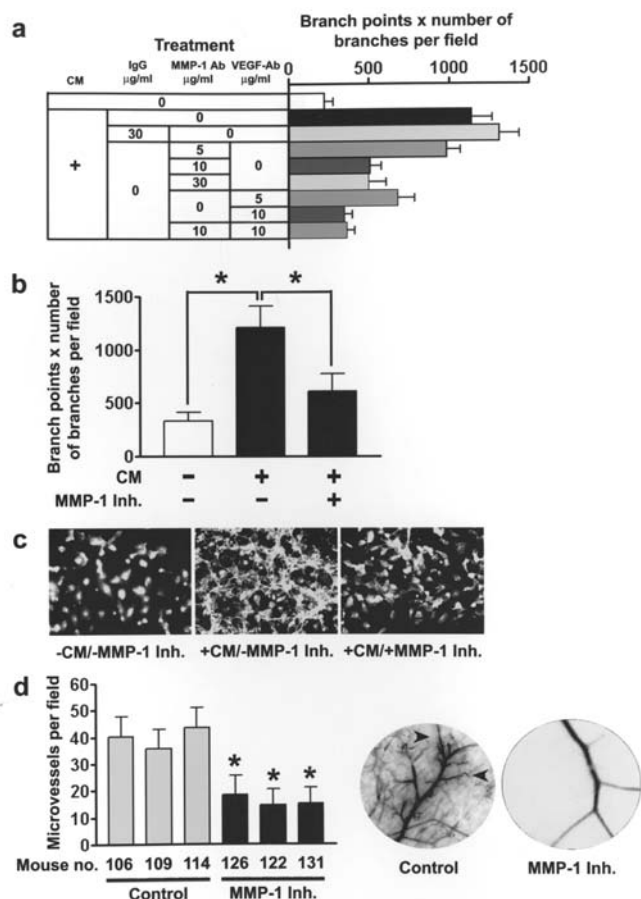 a
Branch points x number of
branches per field
Treatment
0 500 1000 1500
CM IgG μg/ml MMP-1 Ab μg/ml VEGF-Ab μg/ml
0
0
30 0
+
0
5
10 0
30
0 5
10
10 10
b
Branch points x number
of branches per field
1500
1000
500
0
* *
CM - + +
MMP-1 Inh. - - +
c
-CM/-MMP-1 Inh. +CM/-MMP-1 Inh. +CM/+MMP-1 Inh.
d
Microvessels per field
60
50
40
30
20
10
0
* * *
Mouse no. 106 109 114 126 122 131
Control MMP-1 Inh.
Control MMP-1 Inh.